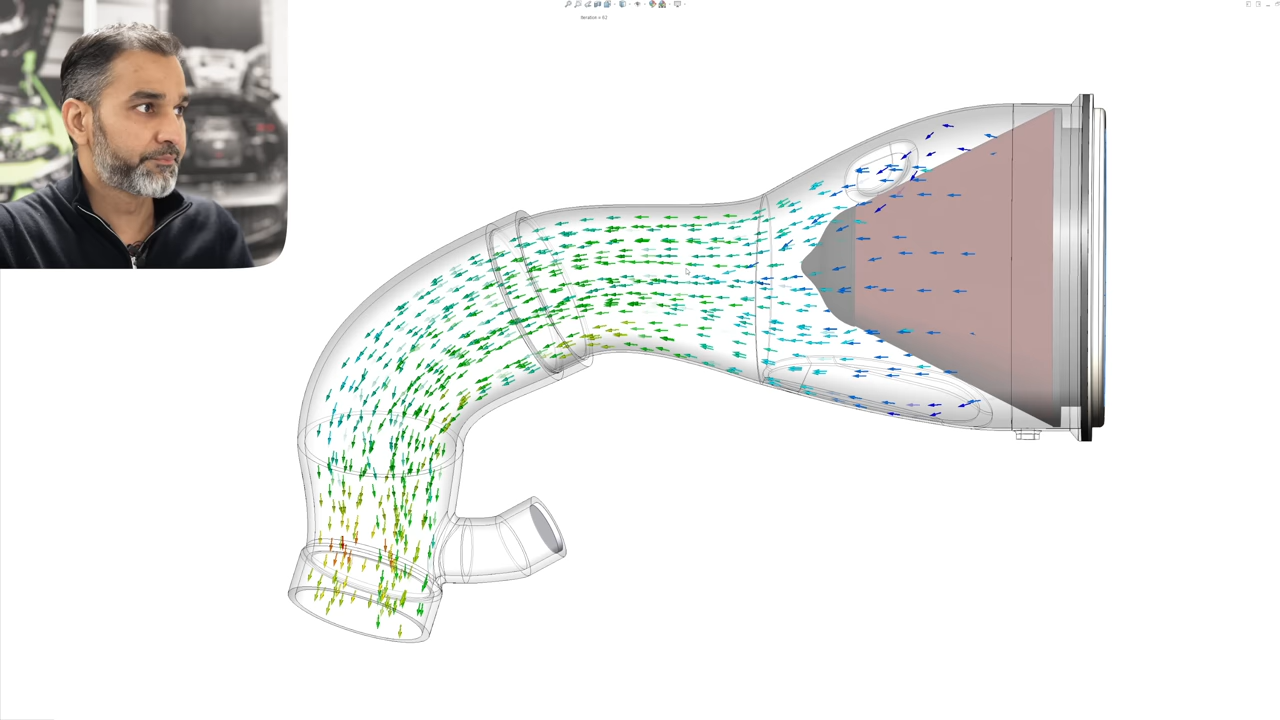 Iteration = 62